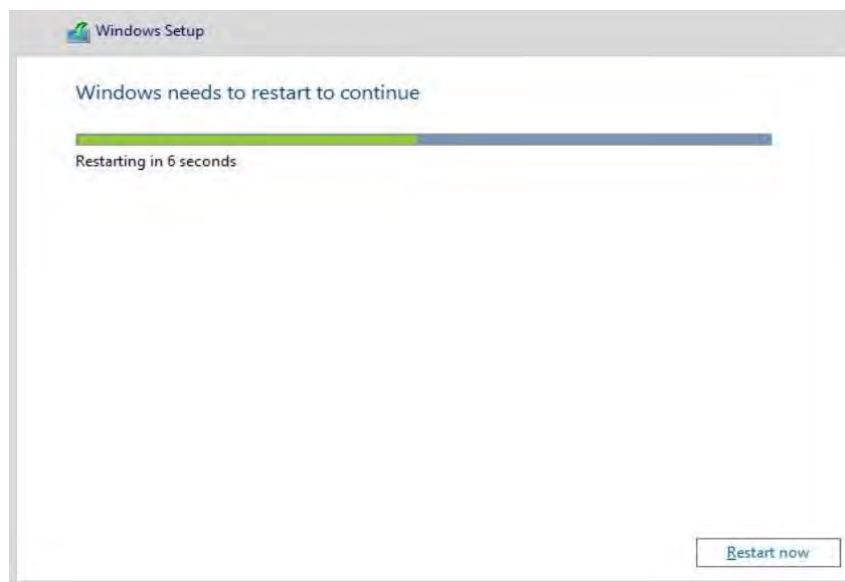 Windows Setup
Windows needs to restart to continue
Restarting in 6 seconds
Restart now